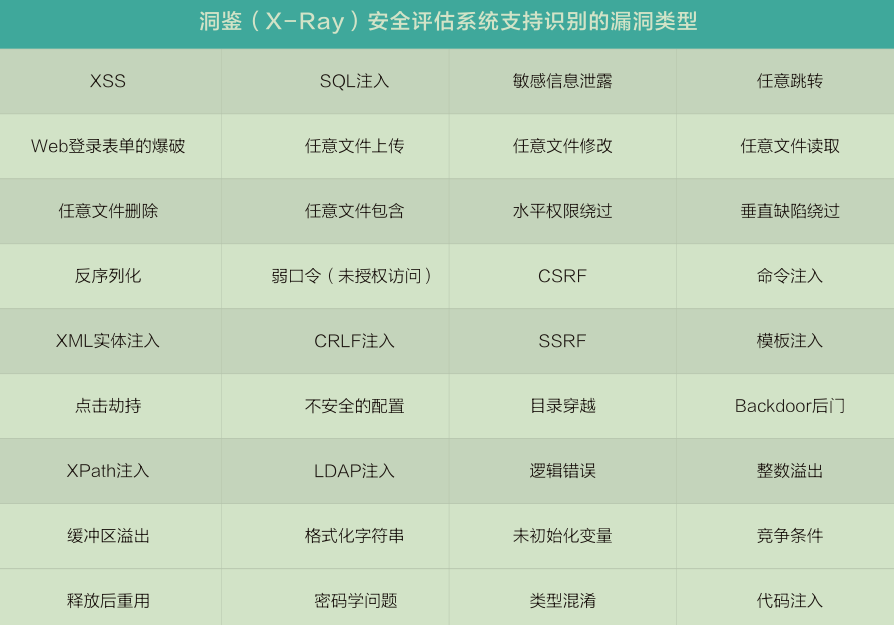 洞鉴（X-Ray）安全评估系统支持识别的漏洞类型
XSS SQL注入 敏感信息泄露 任意跳转
Web登录表单的爆破 任意文件上传 任意文件修改 任意文件读取
任意文件删除 任意文件包含 水平权限绕过 垂直缺陷绕过
反序列化 弱口令（未授权访问） CSRF 命令注入
XML实体注入 CRLF注入 SSRF 模板注入
点击劫持 不安全的配置 目录穿越 Backdoor后门
XPath注入 LDAP注入 逻辑错误 整数溢出
缓冲区溢出 格式化字符串 未初始化变量 竞争条件
释放后重用 密码学问题 类型混淆 代码注入